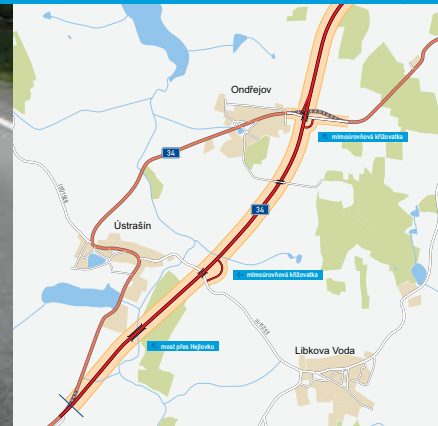 Ondřejov
mimoúrovňová křižovatka
34
34
Ústrašín
mimoúrovňová křižovatka
most přes Hejlovku
Libkova Voda